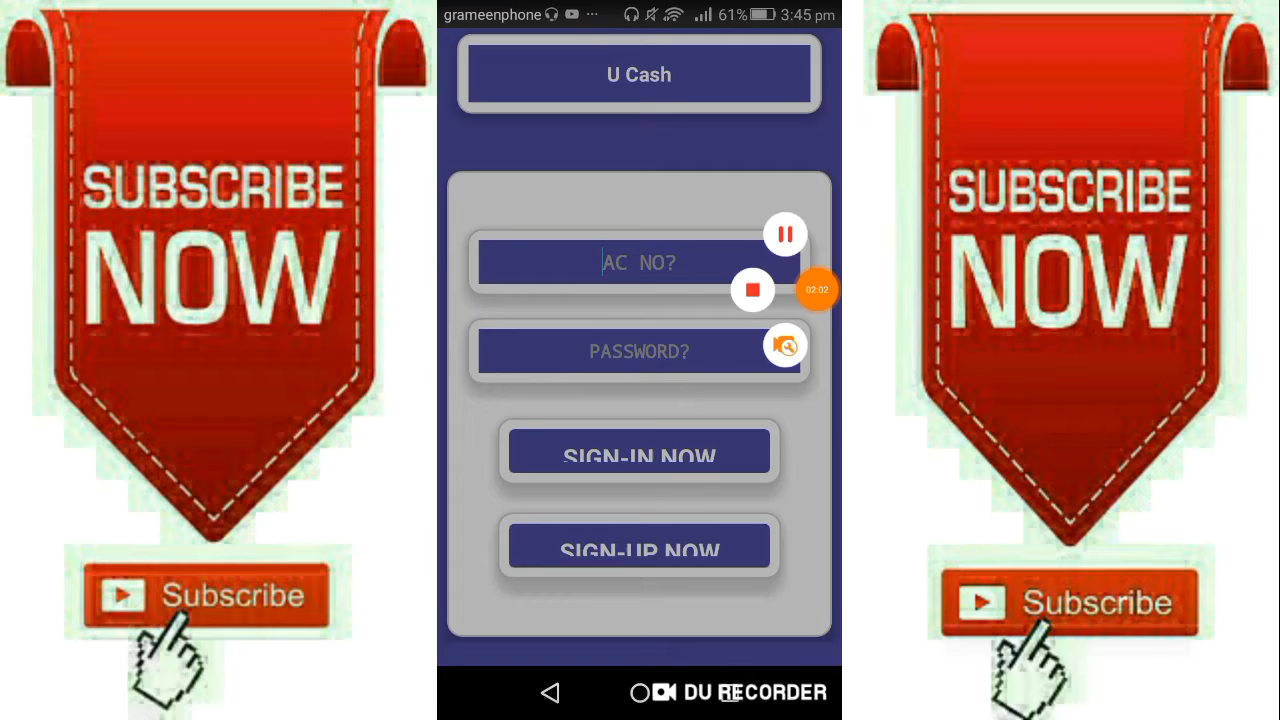 SUBSCRIBE
NOW
Subscribe
grameenphone ... 61% 3:45 pm
U Cash
AC NO?
02:02
PASSWORD?
SIGN-IN NOW
SIGN-UP NOW
DU RECORDER
SUBSCRIBE
NOW
Subscribe